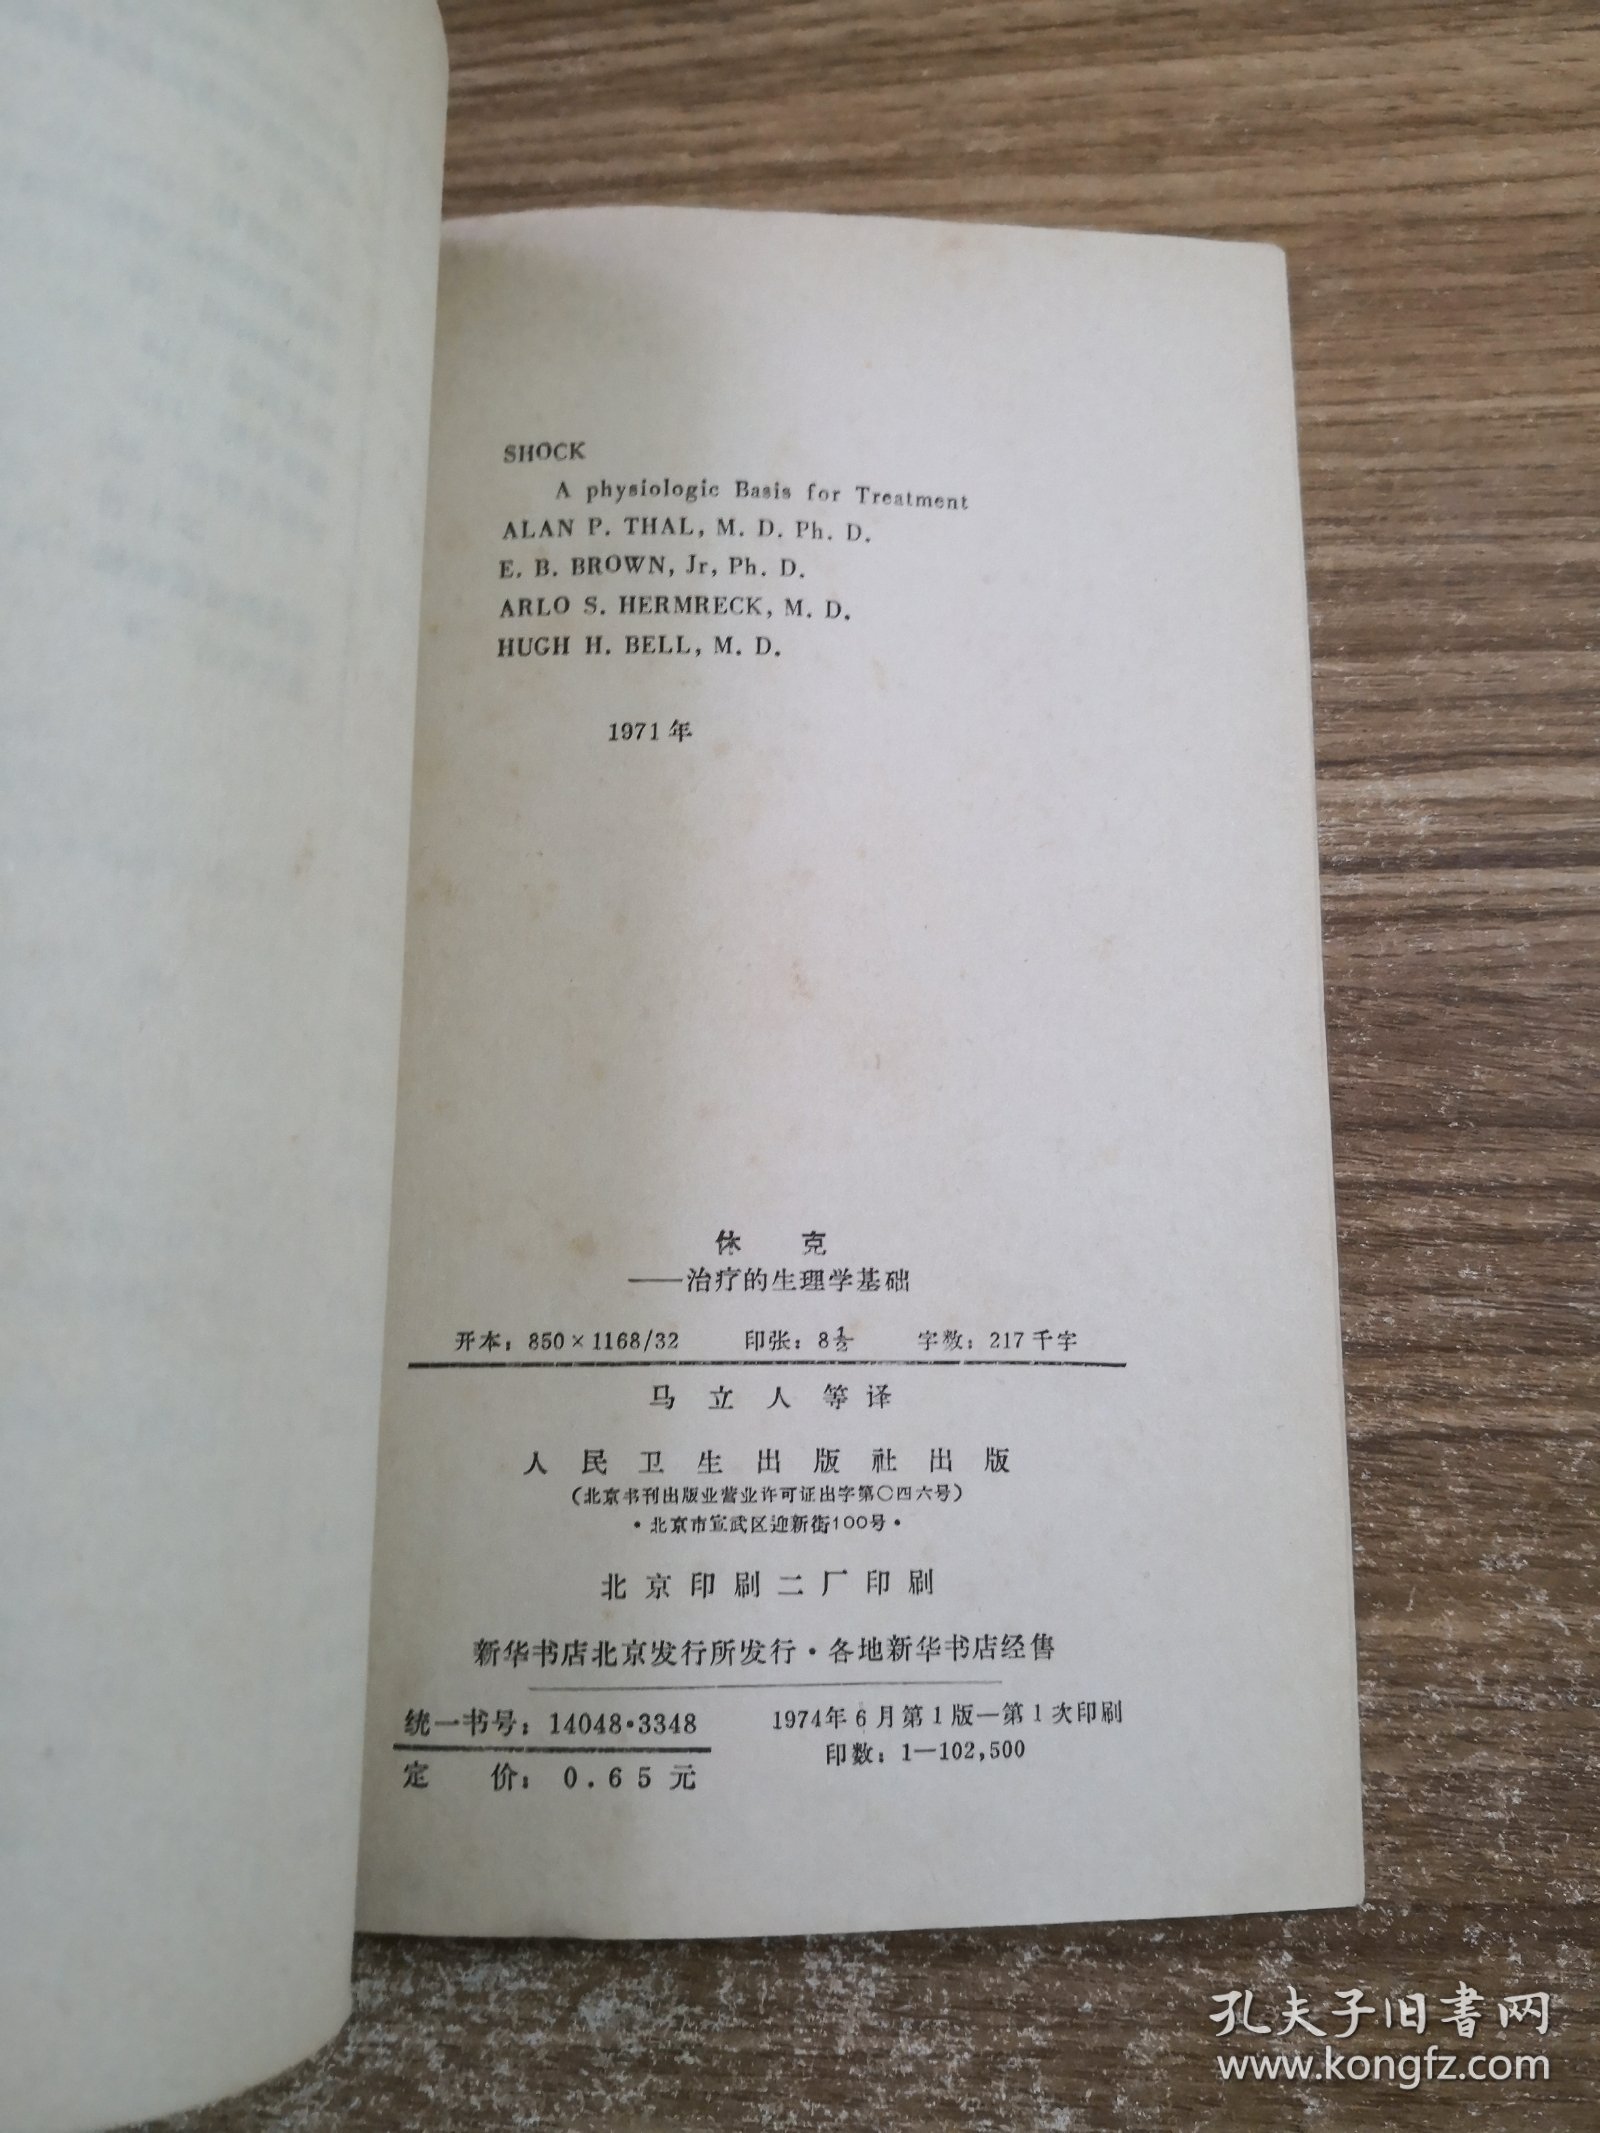 SHOCK
A physiologic Basis for Treatment
ALAN P. THAL, M. D. Ph. D.
E. B. BROWN, Jr, Ph. D.
ARLO S. HERMRECK, M. D.
HUGH H. BELL, M. D.
1971年
休 克
——治疗的生理学基础
开本: 850×1168/32 印张: 8½ 字数: 217千字
马 立 人 等 译
人 民 卫 生 出 版 社 出 版
(北京书刊出版业营业许可证出字第〇四六号)
·北京市宣武区迎新街100号·
北 京 印 刷 二 厂 印 刷
新华书店北京发行所发行·各地新华书店经售
统一书号: 14048·3348
定 价: 0.65元
1974年6月第1版—第1次印刷
印数: 1—102,500
孔夫子旧書网
www.kongfz.com